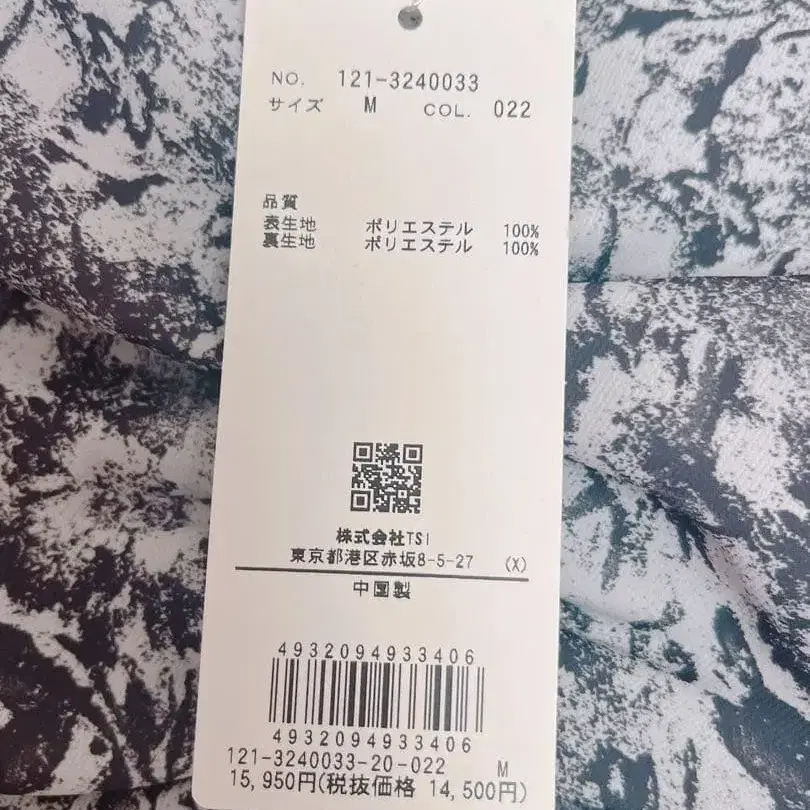 NO. 121-3240033
サイズ M COL. 022
品質
表生地 ポリエステル 100%
裏生地 ポリエステル 100%
株式会社TSI
東京都港区赤坂8-5-27 (X)
中国製
4932094933406
4932094933406
121-3240033-20-022 M
15,950円(税抜価格 14,500円)